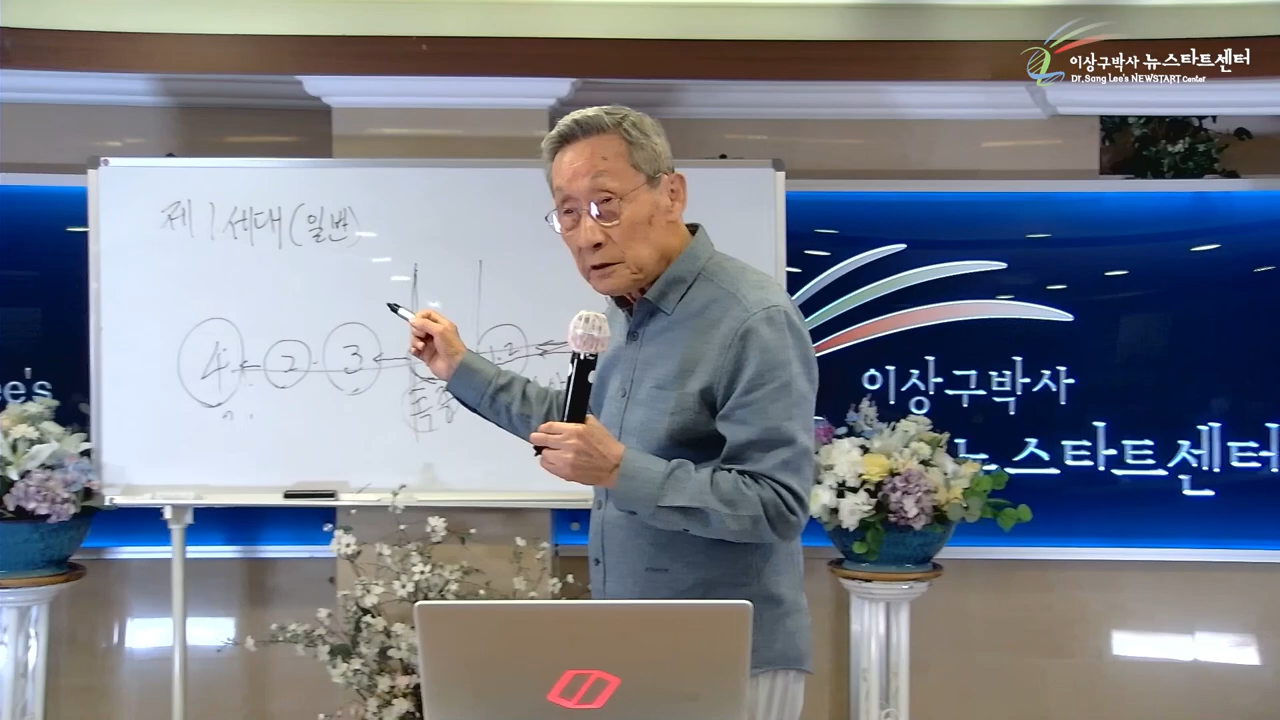 이상구박사 뉴스타트센터
Dr. Sang Lee's NEWSTART Center
제 1 세대 (일반)
4 2 3 1.2
ee's
이상구박사
뉴스타트센터